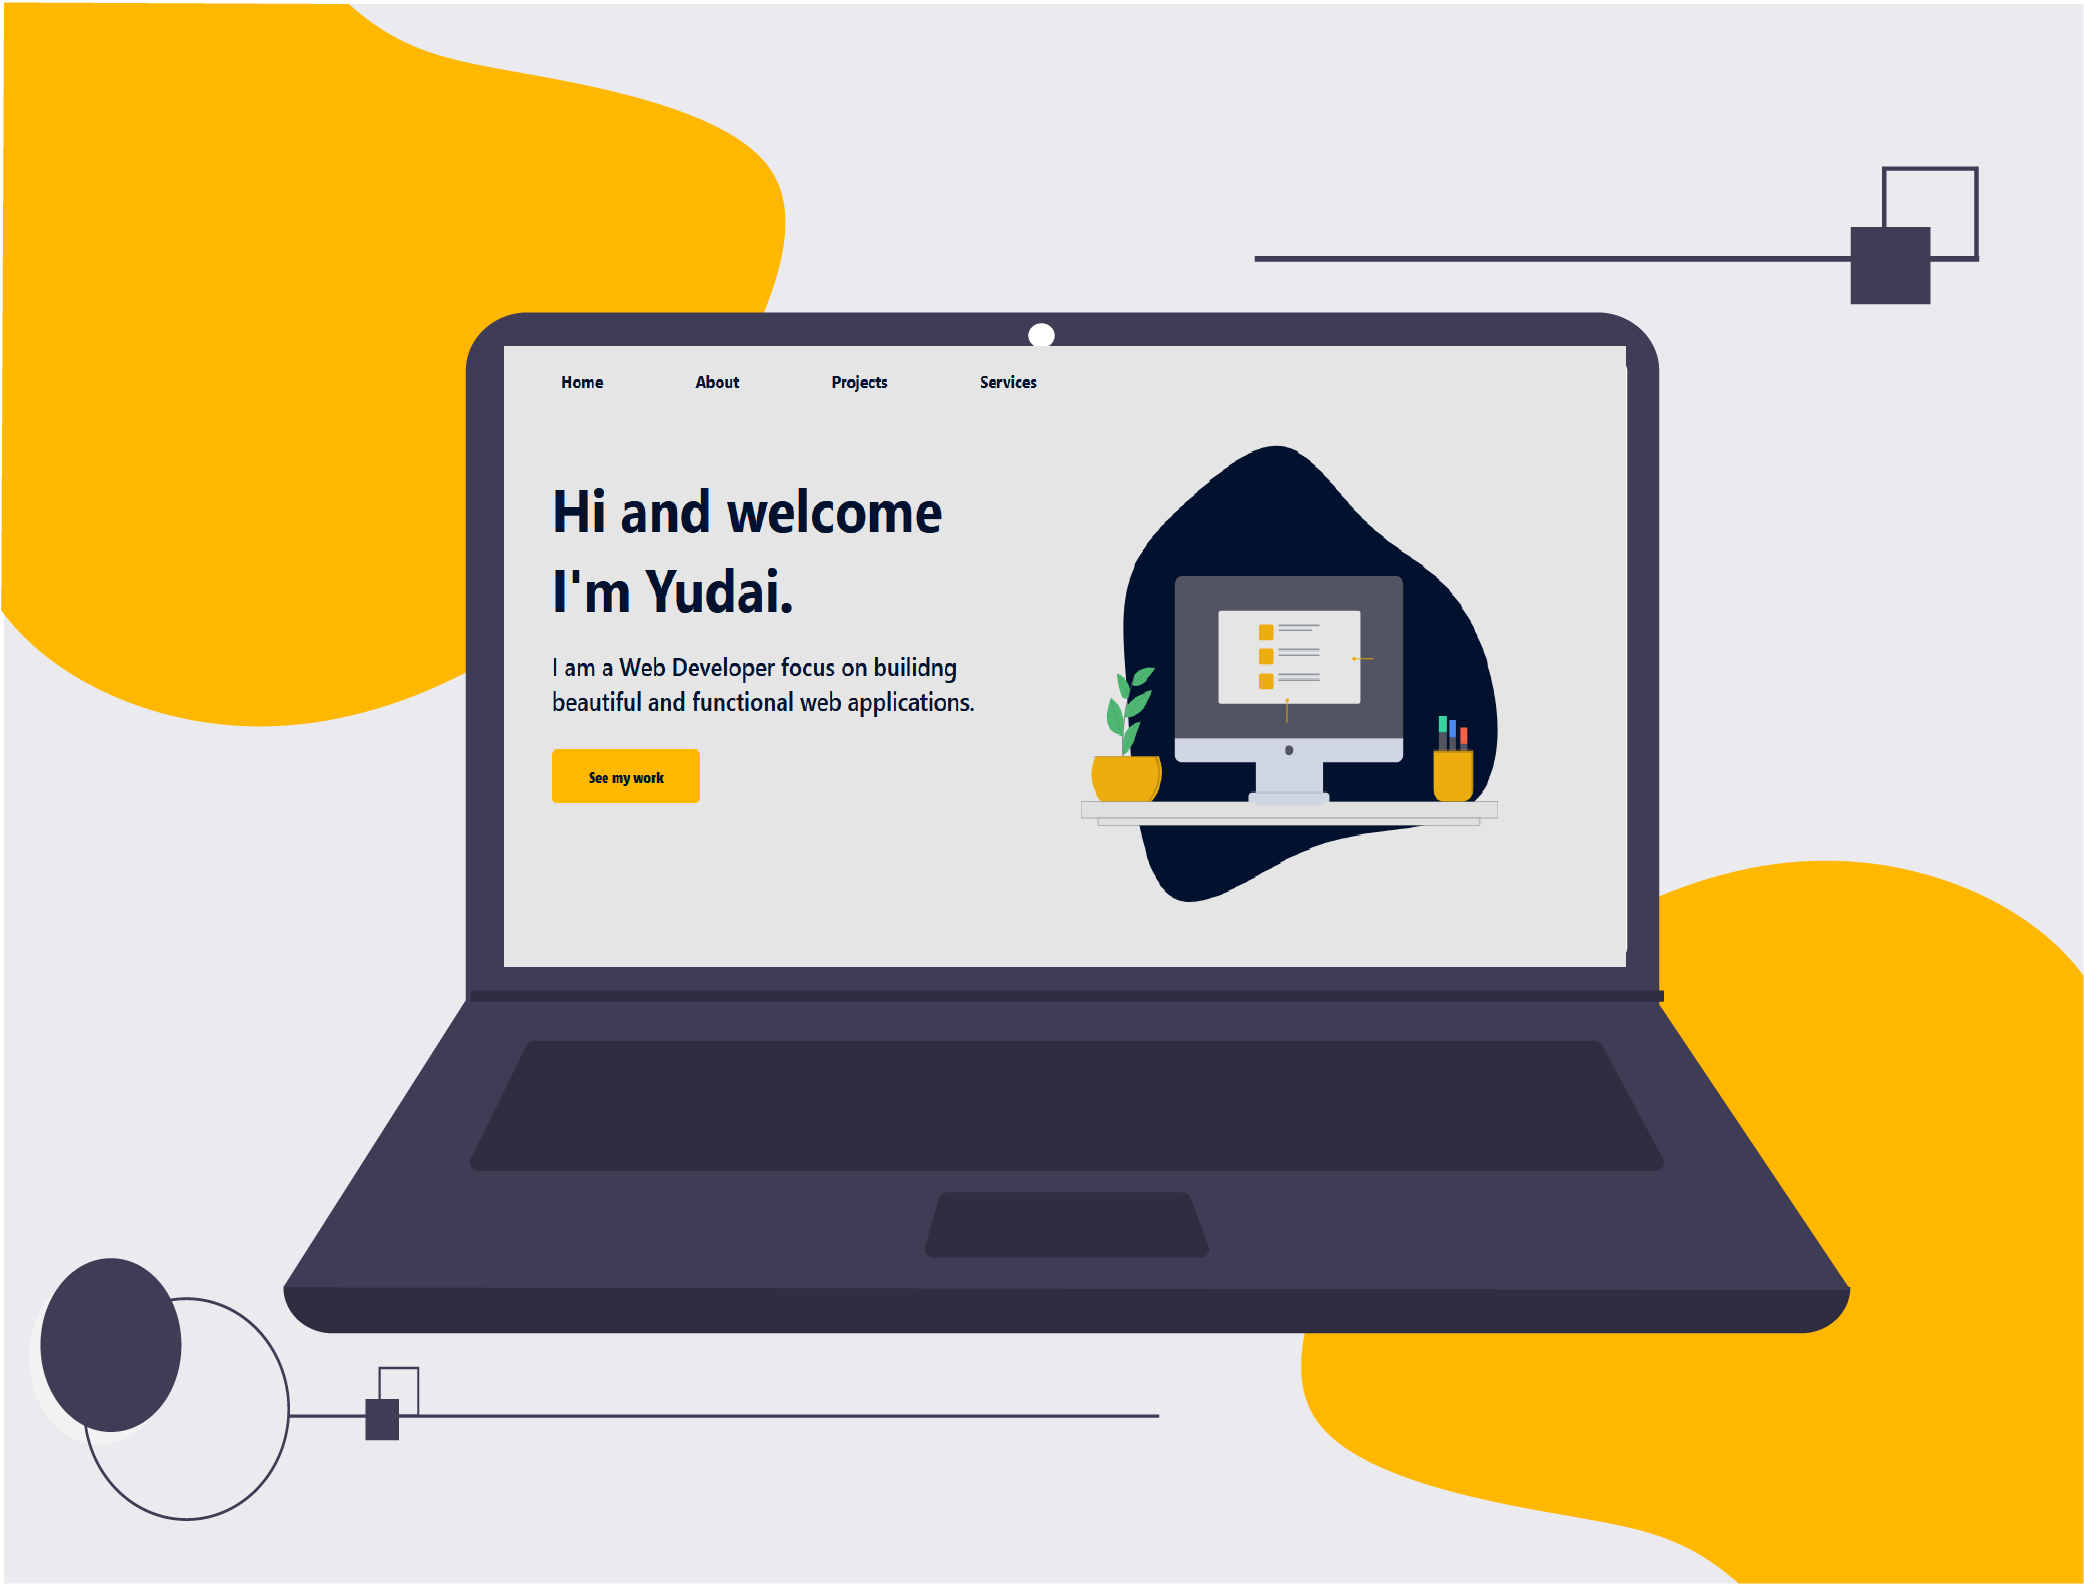 Home About Projects Services
Hi and welcome
I'm Yudai.
I am a Web Developer focus on builidng
beautiful and functional web applications.
See my work